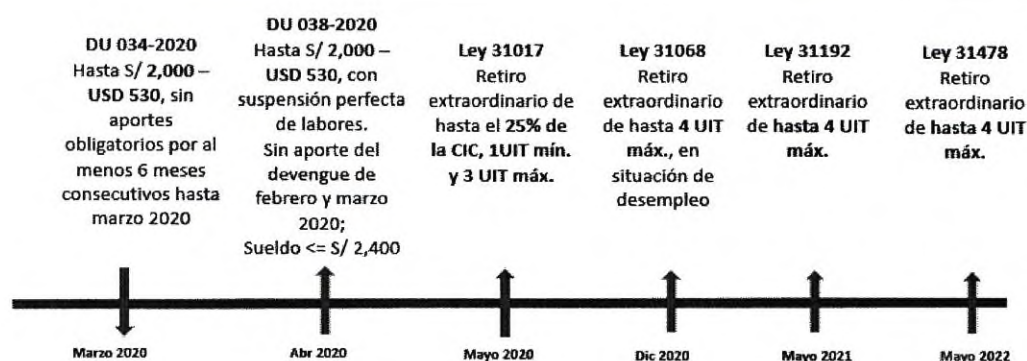 DU 034-2020
Hasta S/ 2,000 –
USD 530, sin
aportes
obligatorios por al
menos 6 meses
consecutivos hasta
marzo 2020
DU 038-2020
Hasta S/ 2,000 –
USD 530, con
suspensión perfecta
de labores.
Sin aporte del
devengue de
febrero y marzo
2020;
Sueldo <= S/ 2,400
Ley 31017
Retiro
extraordinario de
hasta el 25% de
la CIC, 1UIT mín.
y 3 UIT máx.
Ley 31068
Retiro
extraordinario
de hasta 4 UIT
máx., en
situación de
desempleo
Ley 31192
Retiro
extraordinario
de hasta 4 UIT
máx.
Ley 31478
Retiro
extraordinario
de hasta 4 UIT
máx.
Marzo 2020
Abr 2020
Mayo 2020
Dic 2020
Mayo 2021
Mayo 2022